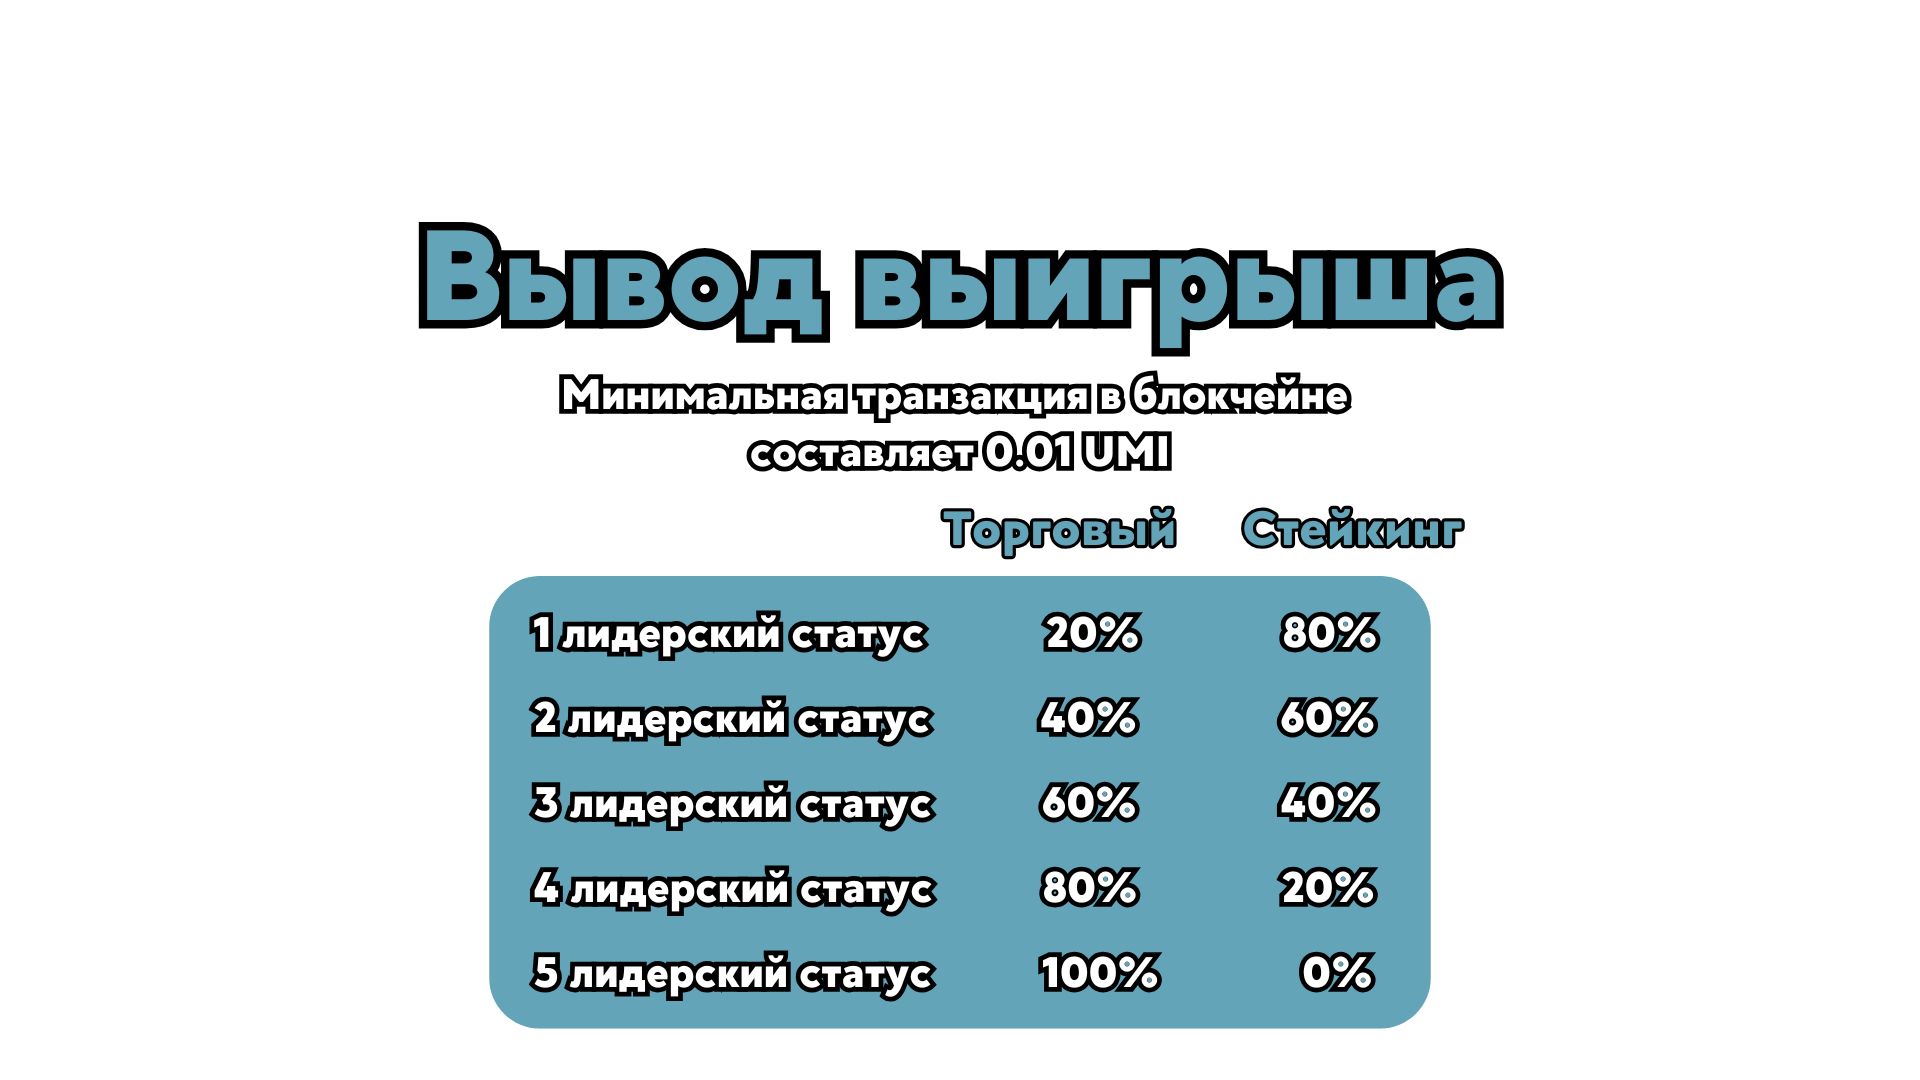 Вывод выигрыша
Минимальная транзакция в блокчейне
составляет 0.01 UMI
Торговый Стейкинг
1 лидерский статус 20% 80%
2 лидерский статус 40% 60%
3 лидерский статус 60% 40%
4 лидерский статус 80% 20%
5 лидерский статус 100% 0%